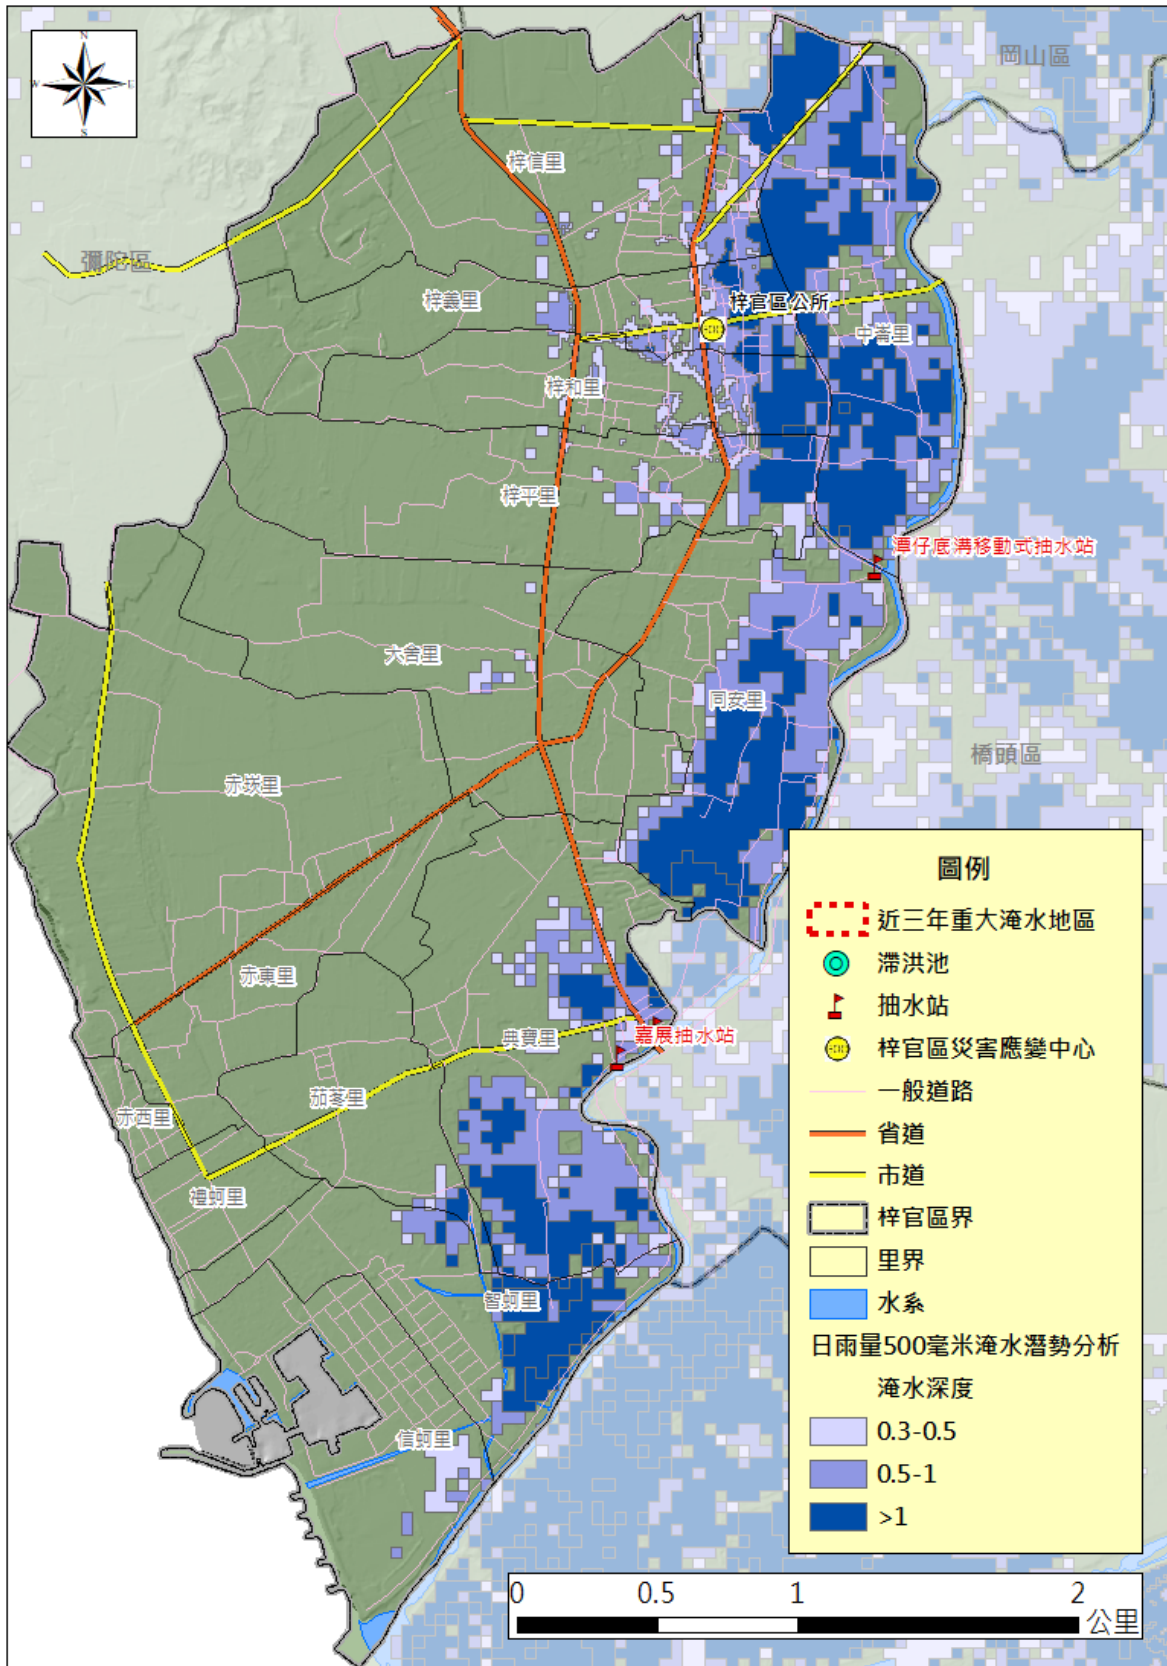 N
W
E
S
岡山區
梓信里
彌陀區
梓義里
梓官區公所
中崙里
梓和里
梓平里
潭仔底溝移動式抽水站
六舍里
同安里
橋頭區
赤崁里
赤東里
典寶里
嘉展抽水站
茄苳里
赤西里
禮蚵里
智蚵里
信蚵里
圖例
近三年重大淹水地區
滯洪池
抽水站
梓官區災害應變中心
一般道路
省道
市道
梓官區界
里界
水系
日雨量500毫米淹水潛勢分析
淹水深度
0.3-0.5
0.5-1
>1
0 0.5 1 2
公里